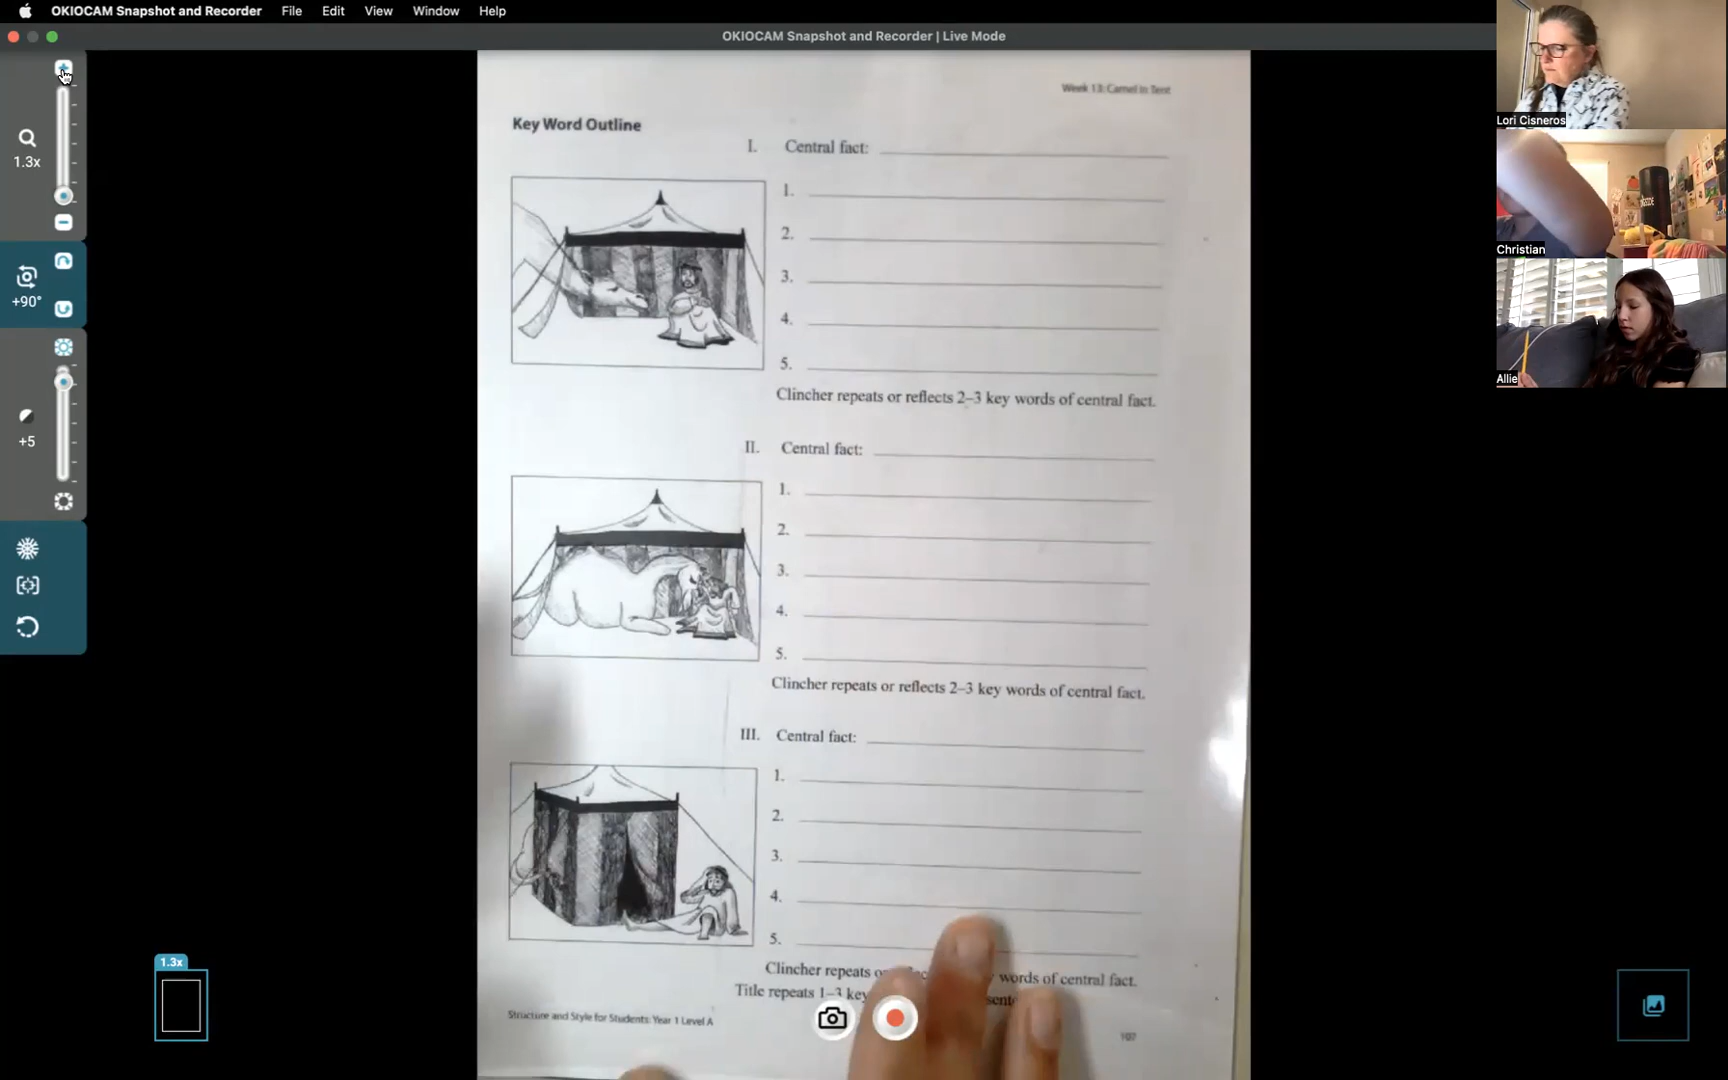 OKIOCAM Snapshot and Recorder File Edit View Window Help
OKIOCAM Snapshot and Recorder | Live Mode
1.3x
+90°
+5
1.3x
Week 13: Camel in Tent
Key Word Outline
I. Central fact:
1.
2.
3.
4.
5.
Clincher repeats or reflects 2–3 key words of central fact.
II. Central fact:
1.
2.
3.
4.
5.
Clincher repeats or reflects 2–3 key words of central fact.
III. Central fact:
1.
2.
3.
4.
5.
Clincher repeats words of central fact.
Title repeats 1–3 key
Structure and Style for Students: Year 1 Level A
107
Lori Cisneros
Christian
Allie